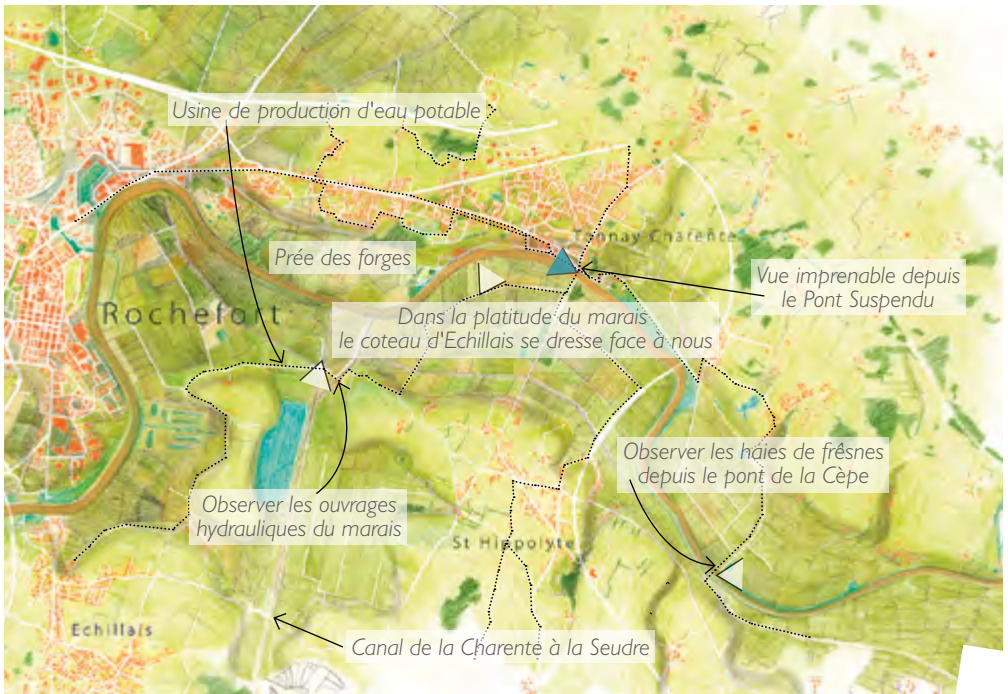 Usine de production d'eau potable
Tonnay Charente
Prée des forges
Vue imprenable depuis
le Pont Suspendu
Rochefort
Dans la platitude du marais
le coteau d'Echillais se dresse face à nous
Observer les haies de frêsnes
depuis le pont de la Cèpe
Observer les ouvrages
hydrauliques du marais
St Hippolyte
Echillais
Canal de la Charente à la Seudre